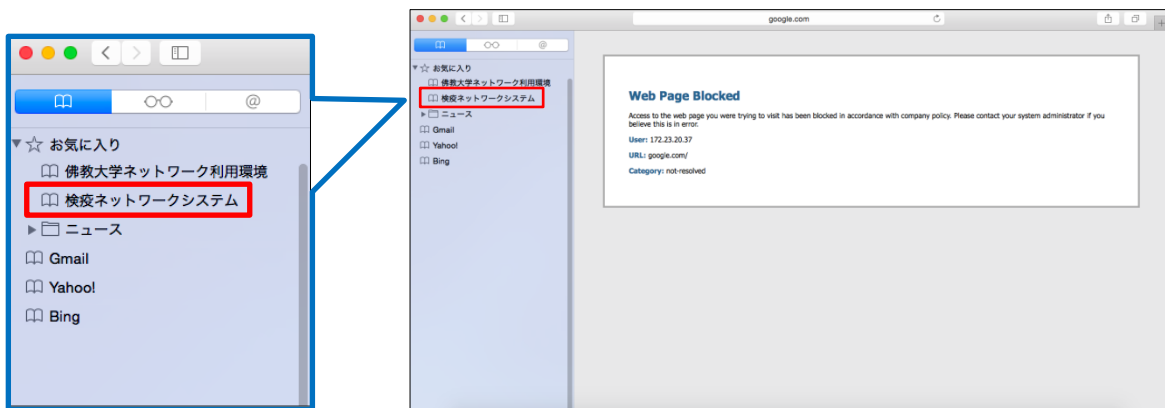 お気に入り
佛教大学ネットワーク利用環境
検疫ネットワークシステム
ニュース
Gmail
Yahoo!
Bing
google.com
お気に入り
佛教大学ネットワーク利用環境
検疫ネットワークシステム
ニュース
Gmail
Yahoo!
Bing
Web Page Blocked
Access to the web page you were trying to visit has been blocked in accordance with company policy. Please contact your system administrator if you
believe this is in error.
User: 172.23.20.37
URL: google.com/
Category: not-resolved